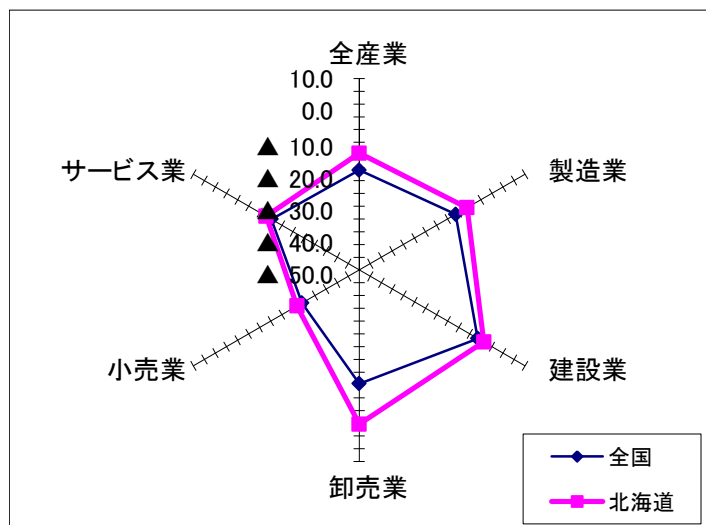 全産業
10.0
0.0
▲ 10.0
▲ 20.0
▲ 30.0
▲ 40.0
▲ 50.0
サービス業
製造業
小売業
建設業
卸売業
全国
北海道